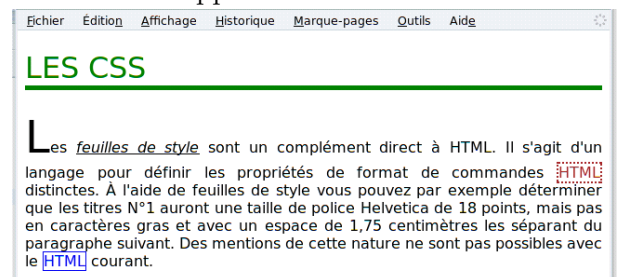 Fichier Édition Affichage Historique Marque-pages Outils Aide
LES CSS
Les feuilles de style sont un complément direct à HTML. Il s'agit d'un
langage pour définir les propriétés de format de commandes HTML
distinctes. À l'aide de feuilles de style vous pouvez par exemple déterminer
que les titres N°1 auront une taille de police Helvetica de 18 points, mais pas
en caractères gras et avec un espace de 1,75 centimètres les séparant du
paragraphe suivant. Des mentions de cette nature ne sont pas possibles avec
le HTML courant.